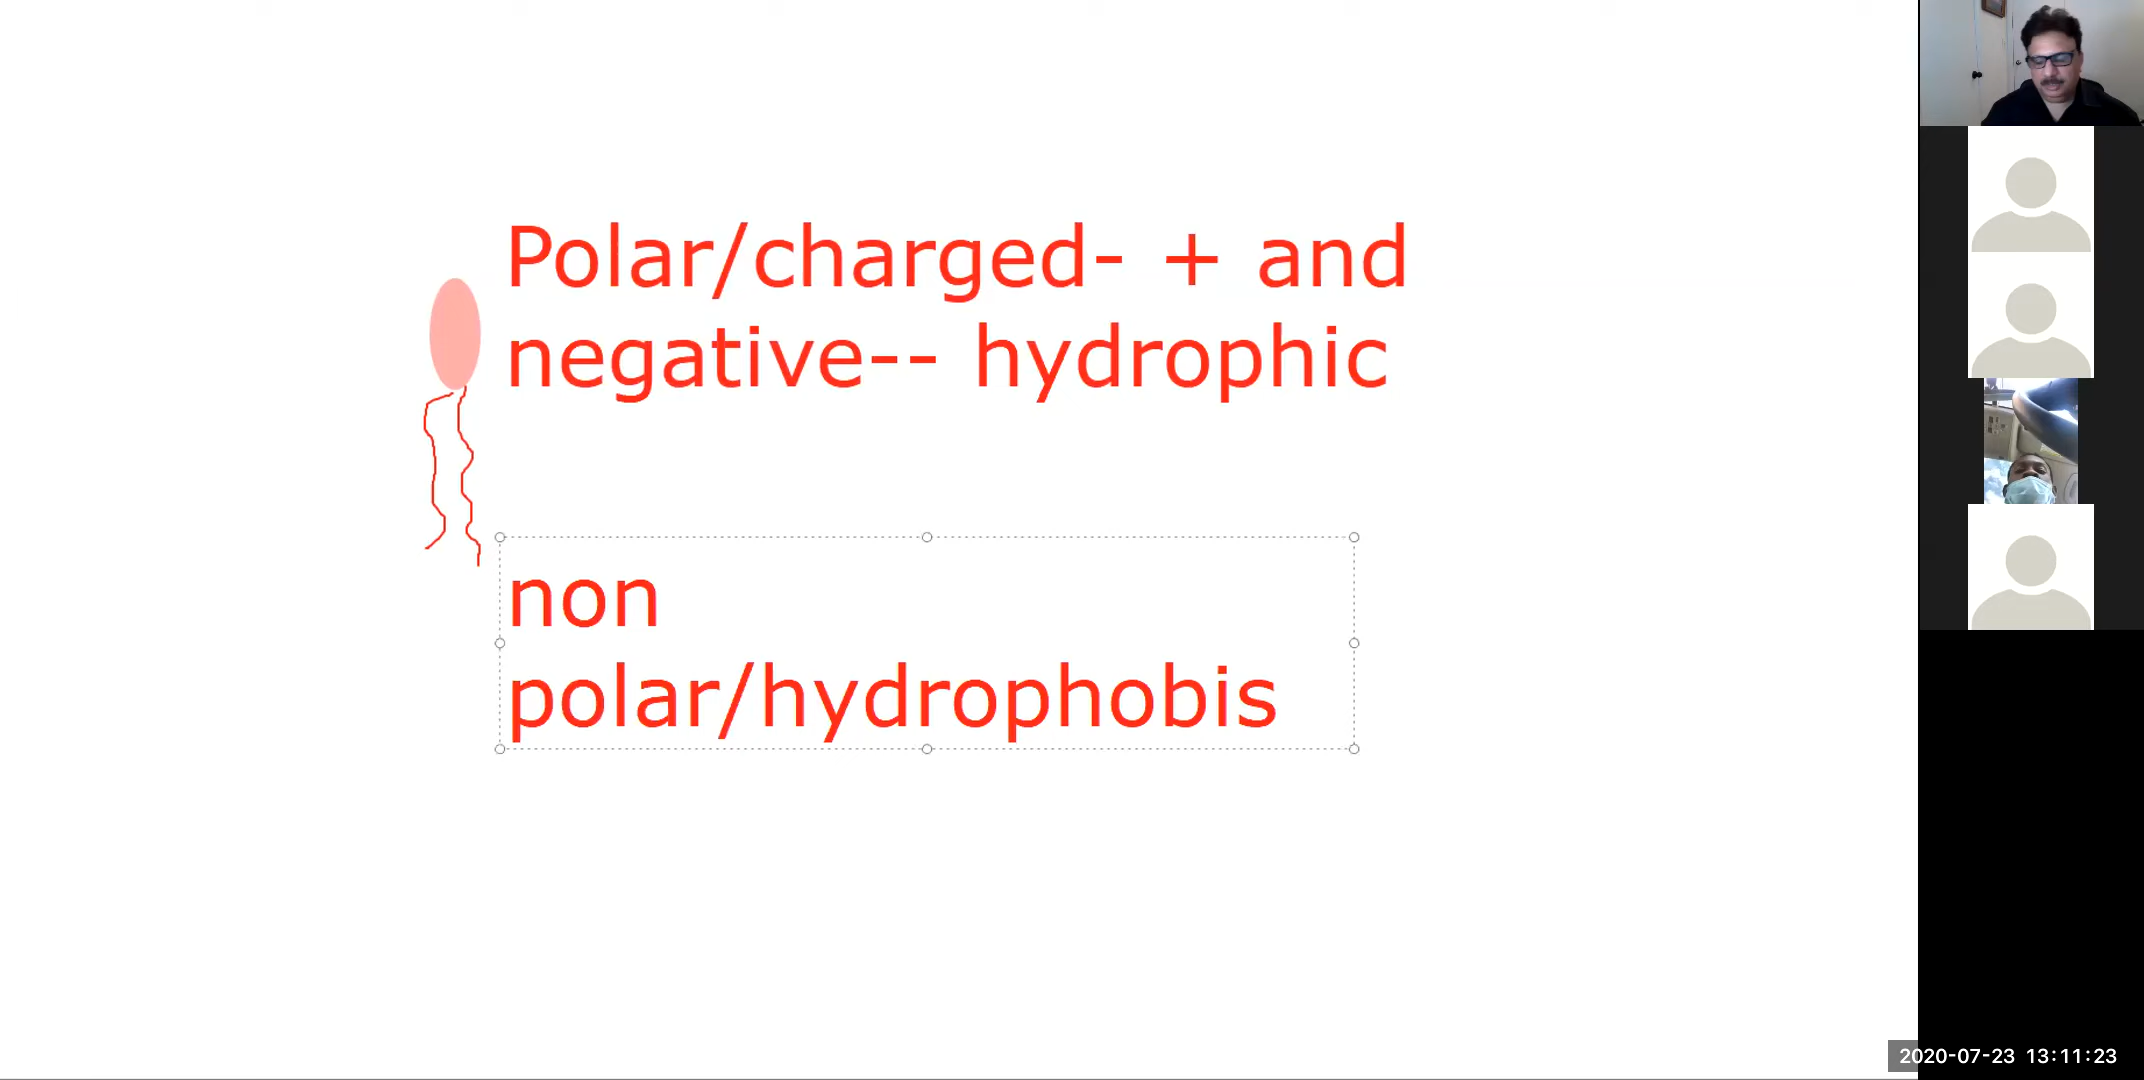 Polar/charged- + and
negative-- hydrophic
non
polar/hydrophobis
2020-07-23 13:11:23